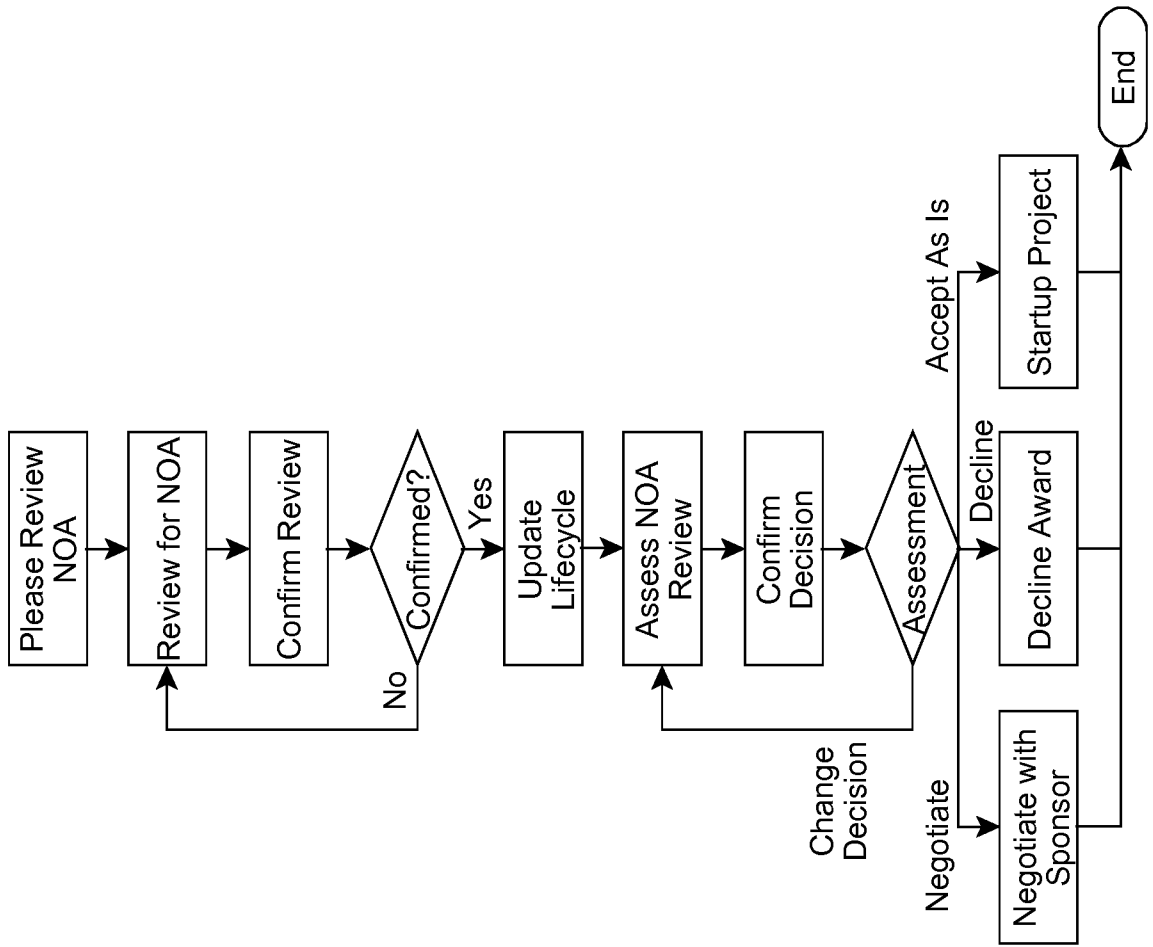 Please Review
NOA
Review for NOA
Confirm Review
Confirmed?
No
Yes
Update
Lifecycle
Assess NOA
Review
Confirm
Decision
Assessment
Change
Decision
Negotiate
Decline
Accept As Is
Negotiate with
Sponsor
Decline Award
Startup Project
End